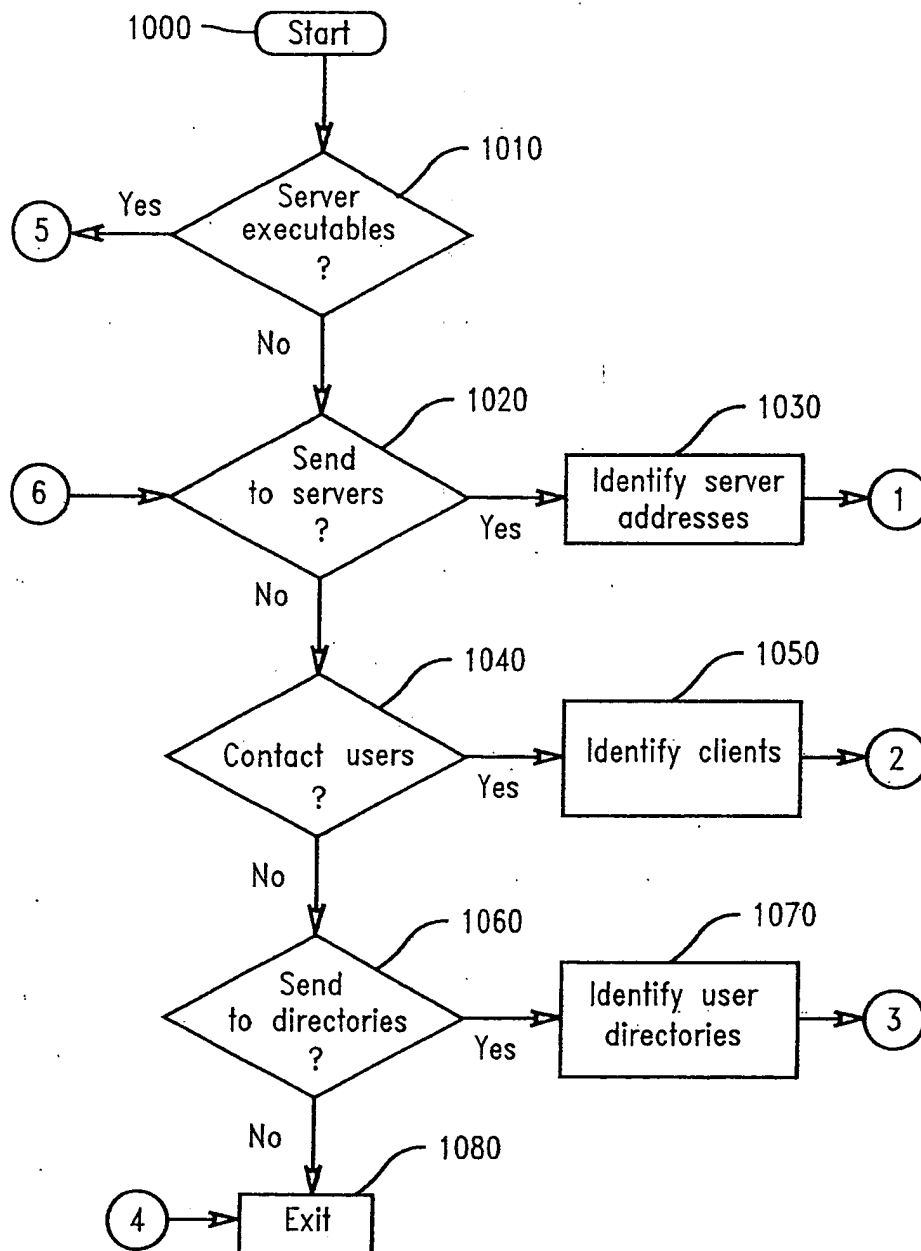 1000
Start
1010
Server
executables
?
Yes
5
No
1020
1030
6
Send
to servers
?
Yes
Identify server
addresses
1
No
1040
1050
Contact users
?
Yes
Identify clients
2
No
1060
1070
Send
to directories
?
Yes
Identify user
directories
3
No
1080
4
Exit